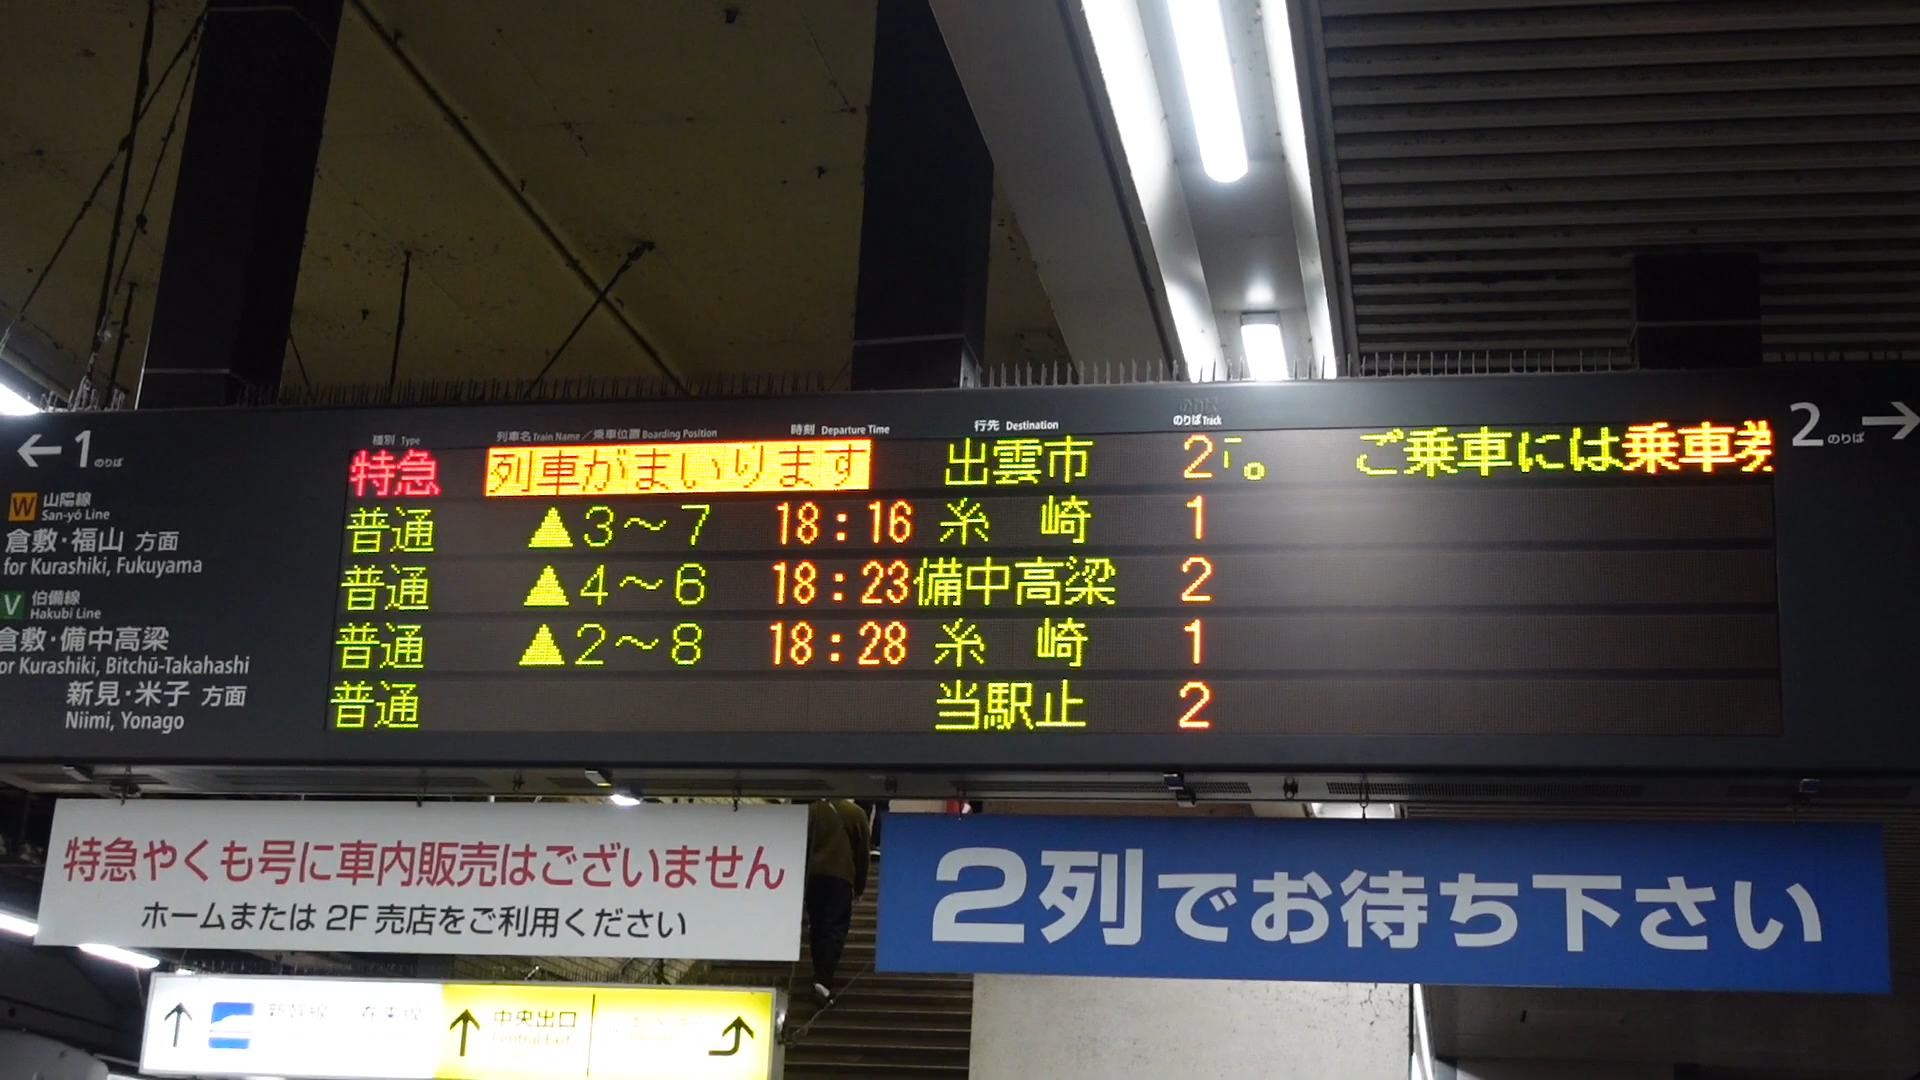 ←1のりば
W 山陽線
San-yō Line
倉敷・福山 方面
for Kurashiki, Fukuyama
V 伯備線
Hakubi Line
倉敷・備中高梁
or Kurashiki, Bitchū-Takahashi
新見・米子 方面
Niimi, Yonago
種別 Type 列車名 Train Name／乗車位置 Boarding Position 時刻 Departure Time 行先 Destination のりば Track
特急 列車がまいります 出雲市 2 。 ご乗車には乗車券
普通 ▲3～7 18:16 糸崎 1
普通 ▲4～6 18:23 備中高梁 2
普通 ▲2～8 18:28 糸崎 1
普通 当駅止 2
2のりば→
特急やくも号に車内販売はございません
ホームまたは 2F 売店をご利用ください
2列でお待ち下さい
↑ 新幹線 在来線
↑ 中央出口
Central Exit